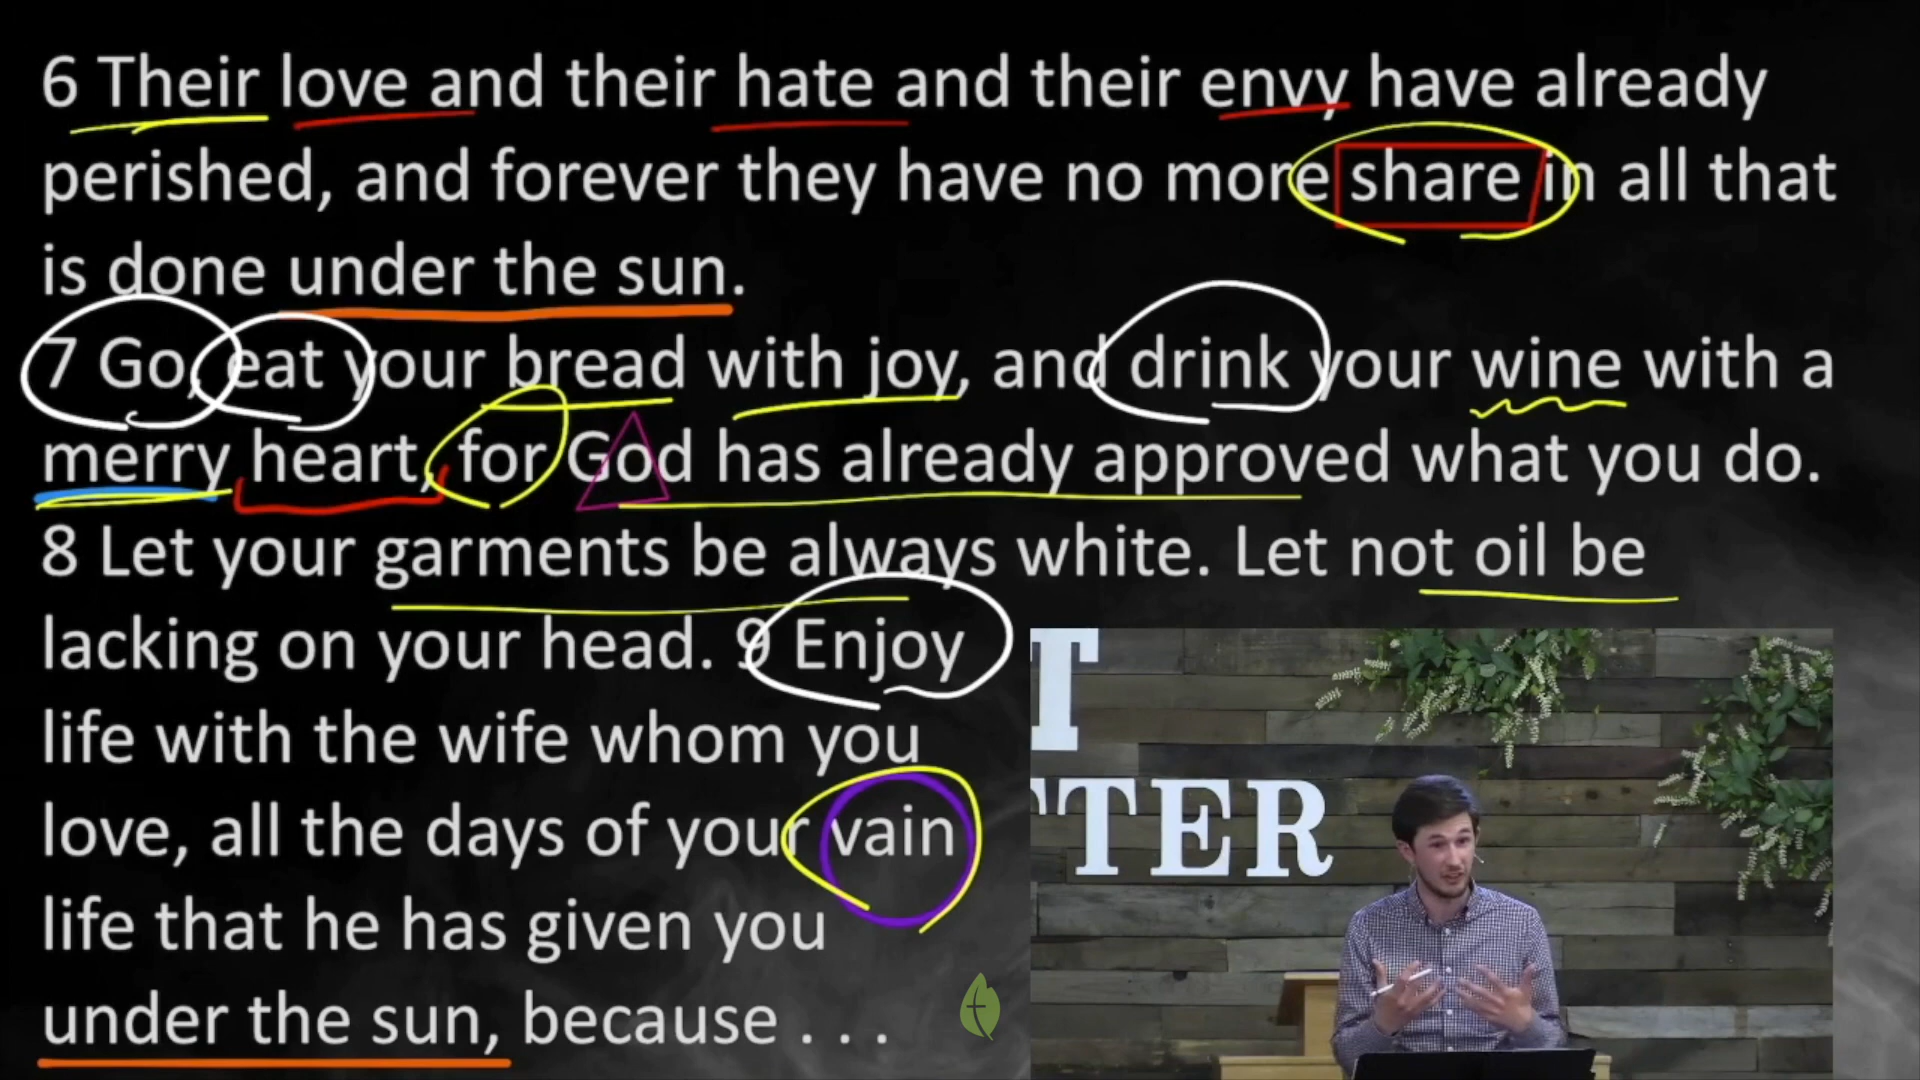 6 Their love and their hate and their envy have already
perished, and forever they have no more share in all that
is done under the sun.
7 Go, eat your bread with joy, and drink your wine with a
merry heart, for God has already approved what you do.
8 Let your garments be always white. Let not oil be
lacking on your head. 9 Enjoy
life with the wife whom you
love, all the days of your vain
life that he has given you
under the sun, because . . .
T
TTER